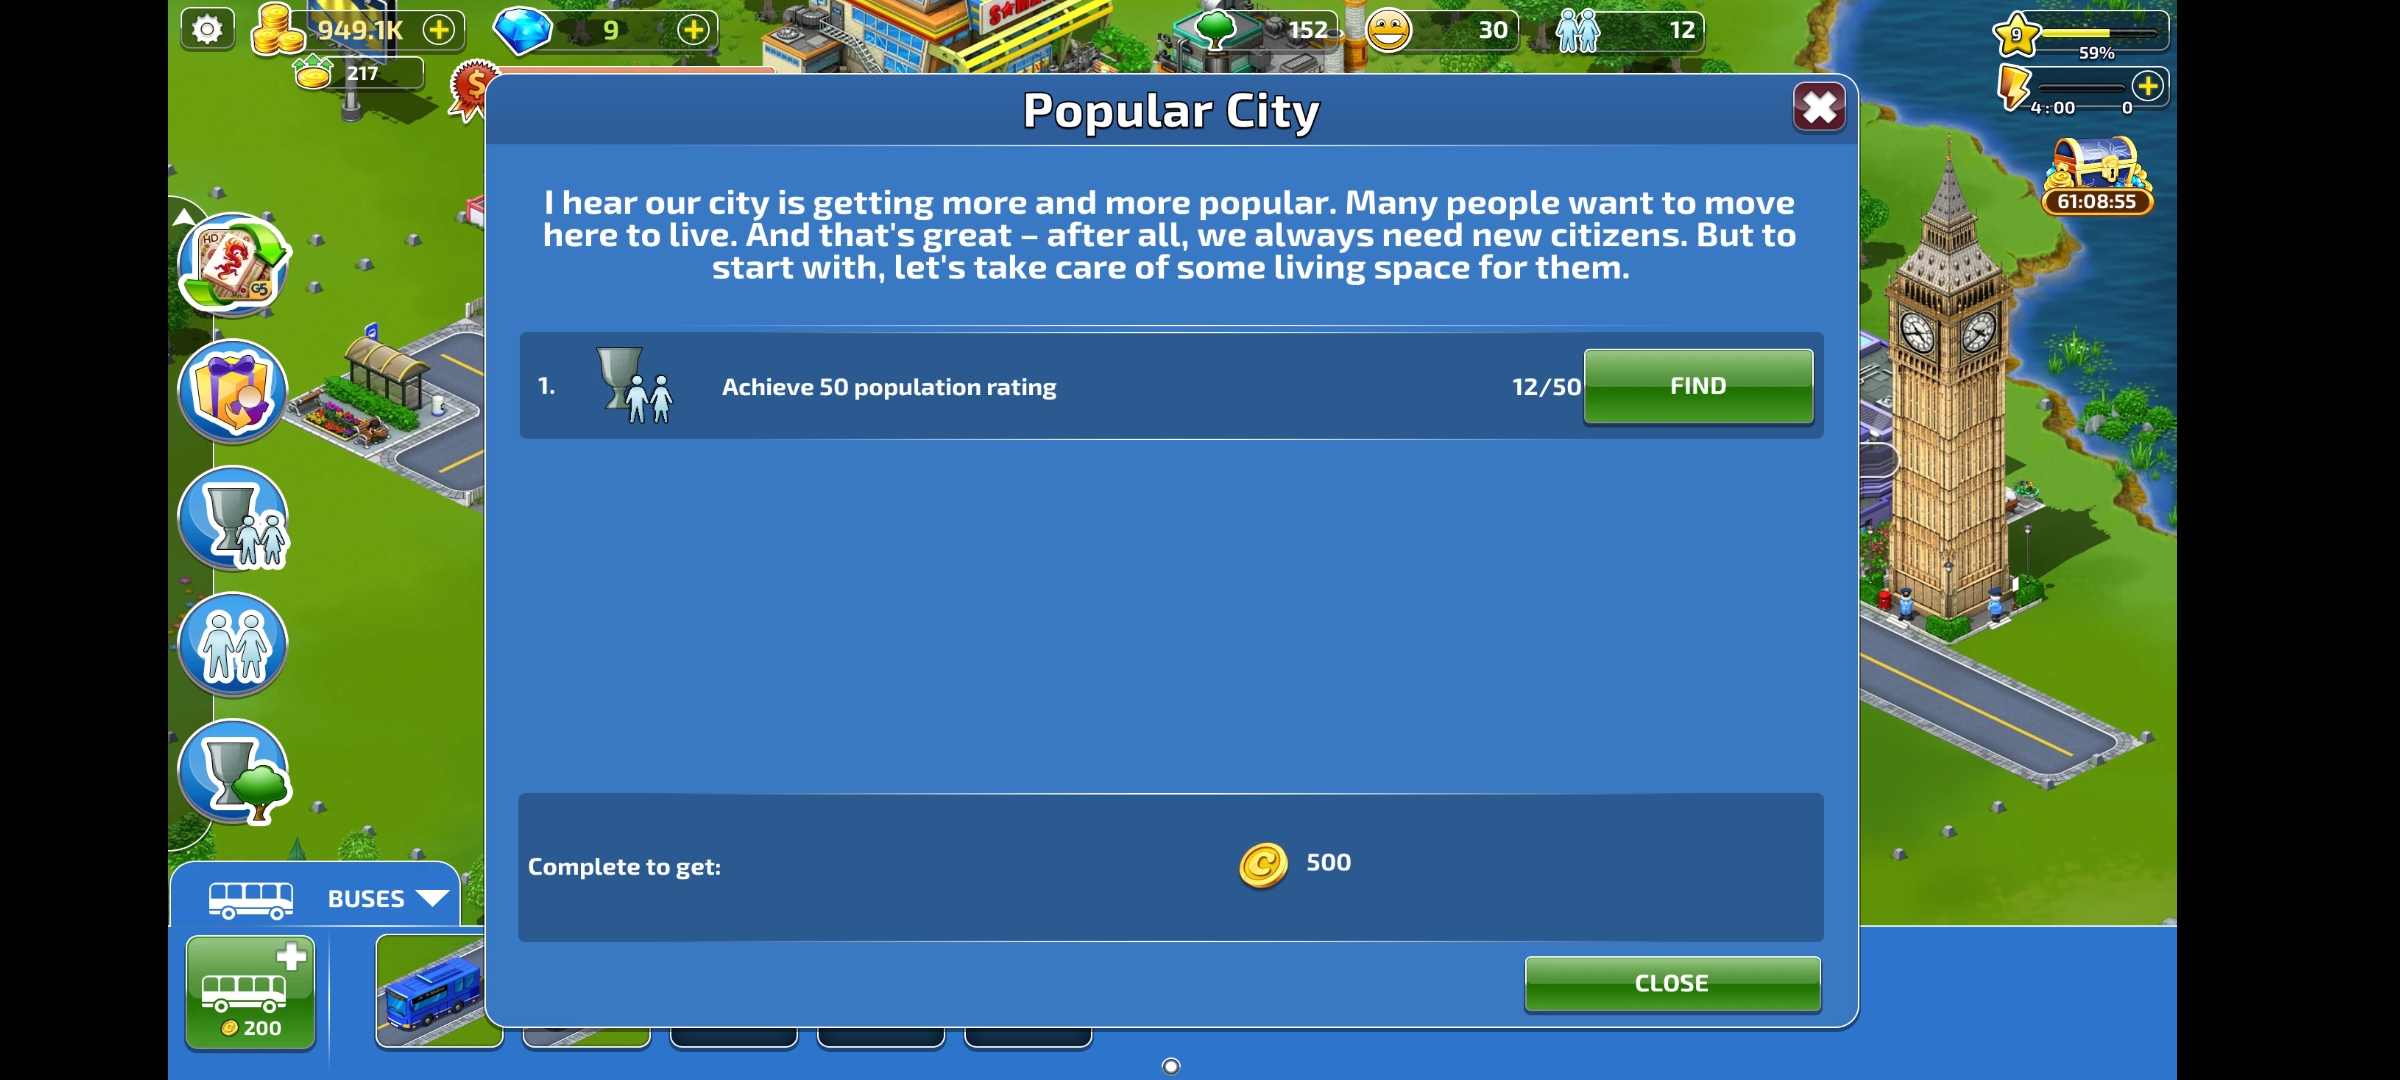 949.1K
9
152
30
12
9
59%
217
4:00
0
Popular City
61:08:55
I hear our city is getting more and more popular. Many people want to move
here to live. And that's great – after all, we always need new citizens. But to
start with, let's take care of some living space for them.
HD
G5
1.
Achieve 50 population rating
12/50
FIND
Complete to get:
500
BUSES
CLOSE
200